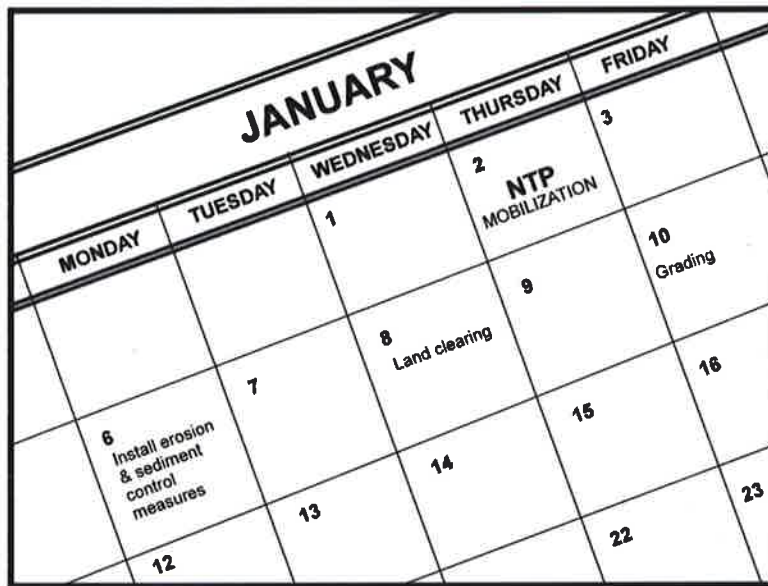 JANUARY
MONDAY TUESDAY WEDNESDAY THURSDAY FRIDAY
1
2
NTP
MOBILIZATION
3
6
Install erosion
& sediment
control
measures
7
8
Land clearing
9
10
Grading
12
13
14
15
16
22
23